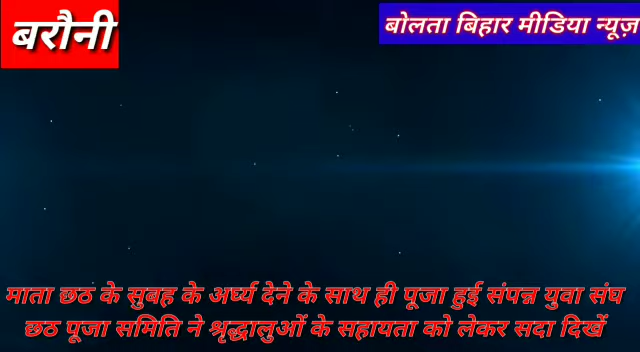 बरौनी
बोलता बिहार मीडिया न्यूज़
माता छठ के सुबह के अर्घ्य देने के साथ ही पूजा हुई संपन्न युवा संघ
छठ पूजा समिति ने श्रृद्धालुओं के सहायता को लेकर सदा दिखें